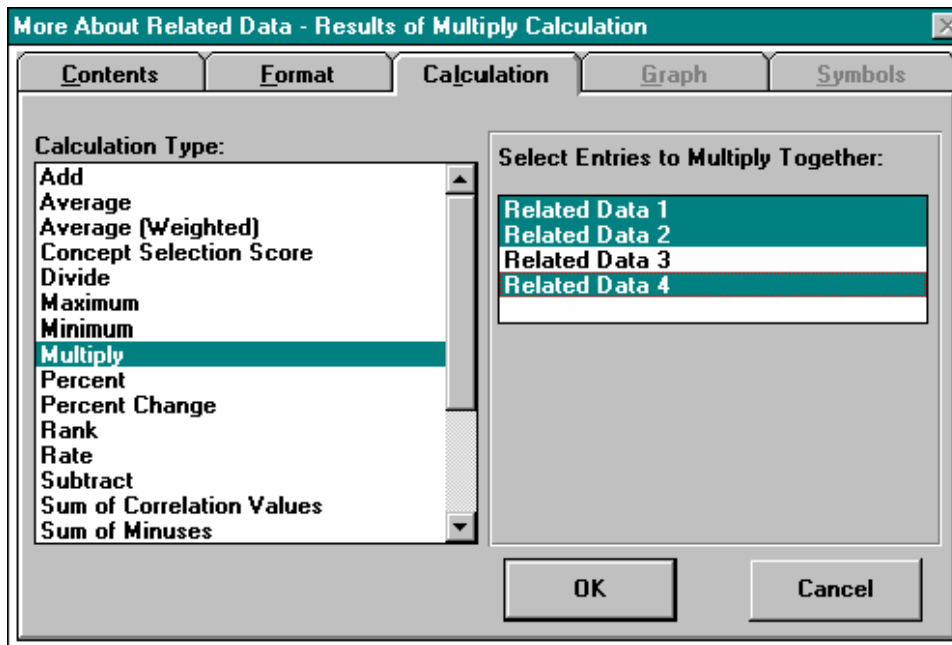 More About Related Data - Results of Multiply Calculation
Contents Format Calculation Graph Symbols
Calculation Type:
Add
Average
Average (Weighted)
Concept Selection Score
Divide
Maximum
Minimum
Multiply
Percent
Percent Change
Rank
Rate
Subtract
Sum of Correlation Values
Sum of Minuses
Select Entries to Multiply Together:
Related Data 1
Related Data 2
Related Data 3
Related Data 4
OK Cancel